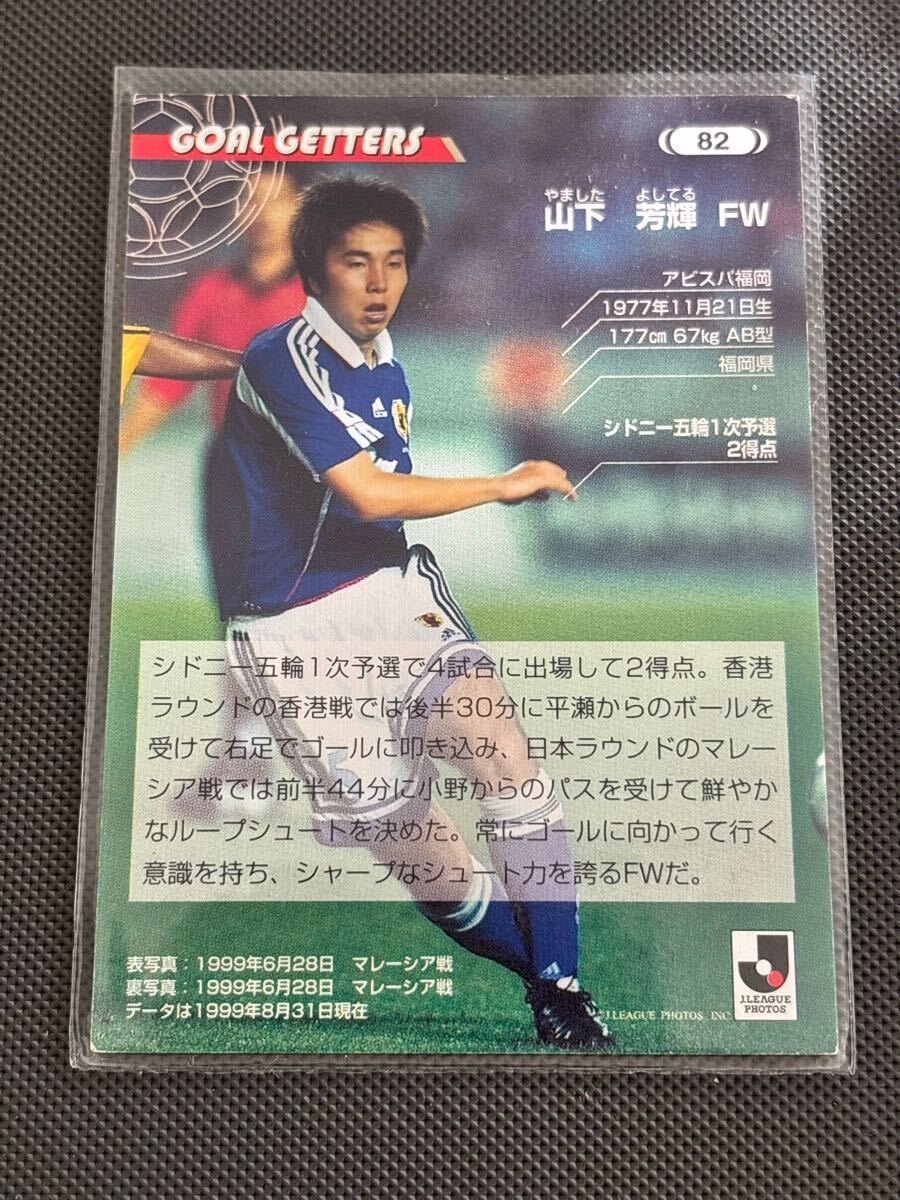 GOAL GETTERS
82
やました よしてる
山下 芳輝 FW
アビスパ福岡
1977年11月21日生
177cm 67kg AB型
福岡県
シドニー五輪1次予選
2得点
adidas
シドニー五輪1次予選で4試合に出場して2得点。香港
ラウンドの香港戦では後半30分に平瀬からのボールを
受けて右足でゴールに叩き込み、日本ラウンドのマレー
シア戦では前半44分に小野からのパスを受けて鮮やか
なループシュートを決めた。常にゴールに向かって行く
意識を持ち、シャープなシュート力を誇るFWだ。
表写真：1999年6月28日 マレーシア戦
裏写真：1999年6月28日 マレーシア戦
データは1999年8月31日現在
©J.LEAGUE PHOTOS INC.
J.LEAGUE
PHOTOS